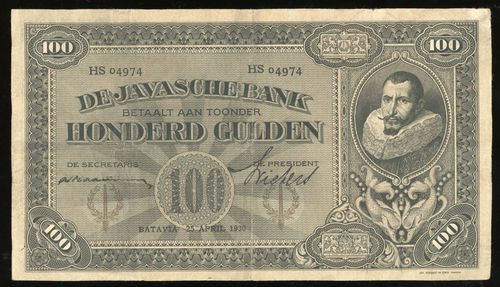 100
100
HS 04974
HS 04974
DE JAVASCHE BANK
BETAALT AAN TOONDER
HONDERD GULDEN
DE SECRETARIS
DE PRESIDENT
100
BATAVIA 25 APRIL 1930
100
100